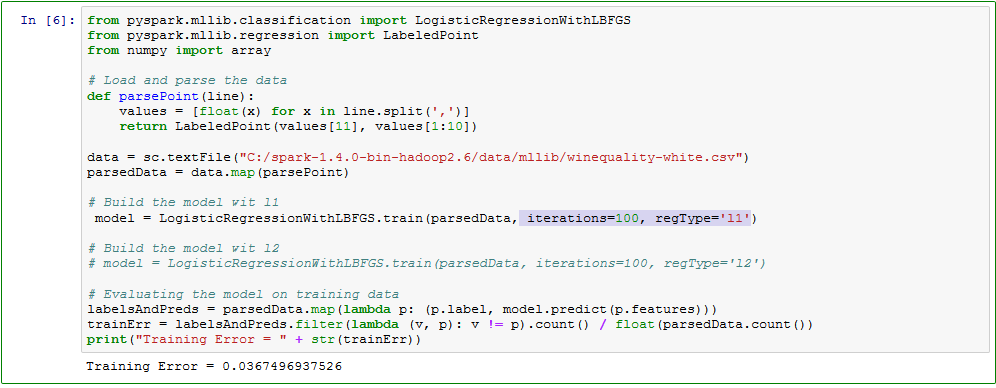 In [6]: from pyspark.mllib.classification import LogisticRegressionWithLBFGS
from pyspark.mllib.regression import LabeledPoint
from numpy import array
# Load and parse the data
def parsePoint(line):
    values = [float(x) for x in line.split(',')]
    return LabeledPoint(values[11], values[1:10])
data = sc.textFile("C:/spark-1.4.0-bin-hadoop2.6/data/mllib/winequality-white.csv")
parsedData = data.map(parsePoint)
# Build the model wit l1
 model = LogisticRegressionWithLBFGS.train(parsedData, iterations=100, regType='l1')
# Build the model wit l2
# model = LogisticRegressionWithLBFGS.train(parsedData, iterations=100, regType='l2')
# Evaluating the model on training data
labelsAndPreds = parsedData.map(lambda p: (p.label, model.predict(p.features)))
trainErr = labelsAndPreds.filter(lambda (v, p): v != p).count() / float(parsedData.count())
print("Training Error = " + str(trainErr))
Training Error = 0.0367496937526